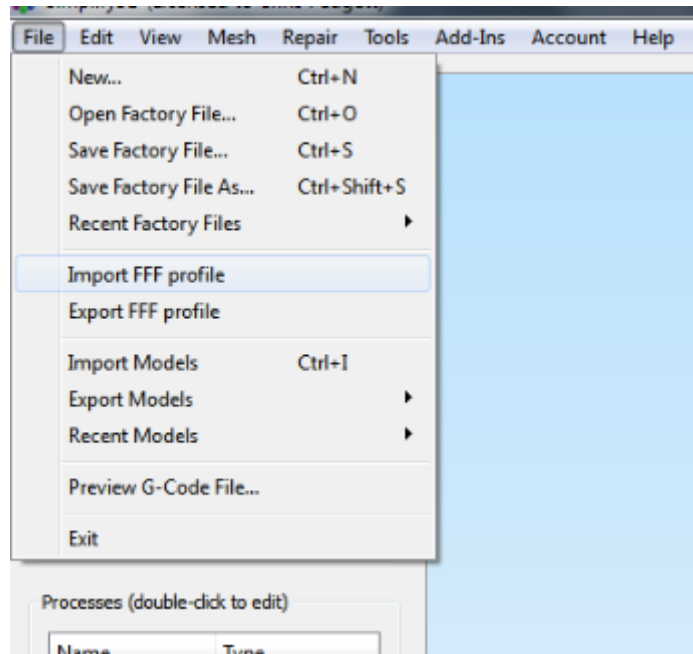 File Edit View Mesh Repair Tools Add-Ins Account Help
New... Ctrl+N
Open Factory File... Ctrl+O
Save Factory File... Ctrl+S
Save Factory File As... Ctrl+Shift+S
Recent Factory Files
Import FFF profile
Export FFF profile
Import Models Ctrl+I
Export Models
Recent Models
Preview G-Code File...
Exit
Processes (double-click to edit)
Name Type